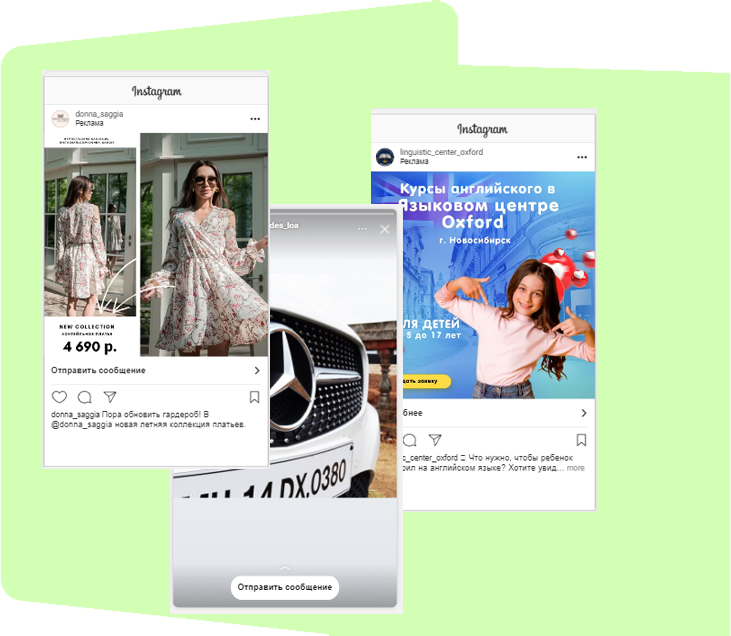 Instagram
donna_saggia
Реклама
NEW COLLECTION
КОКТЕЙЛЬНОЕ ПЛАТЬЕ
4 690 р.
Отправить сообщение
donna_saggia Пора обновить гардероб! В
@donna_saggia новая летняя коллекция платьев.
des_loa
DX.0380
Отправить сообщение
Instagram
linguistic_center_oxford
Реклама
Курсы английского в
Языковом центре
Oxford
г. Новосибирск
ЛЯ ДЕТЕЙ
5 до 17 лет
дать заявку
бнее
c_center_oxford Что нужно, чтобы ребенок
рил на английском языке? Хотите увид... more